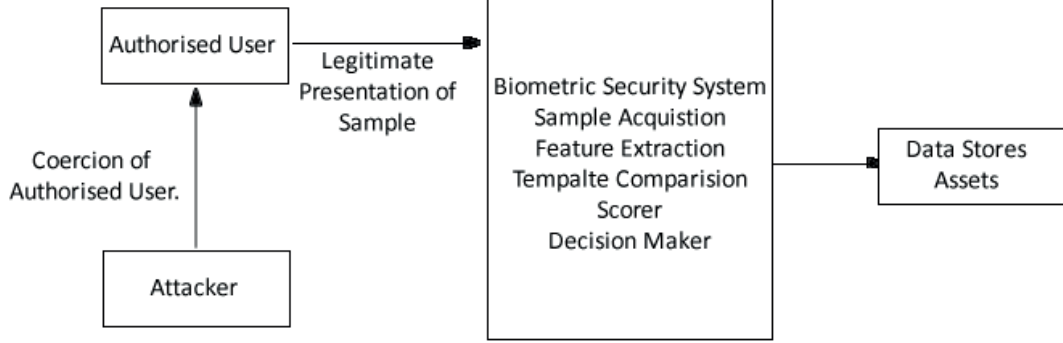 Authorised User
Legitimate
Presentation of
Sample
Coercion of
Authorised User.
Attacker
Biometric Security System
Sample Acquistion
Feature Extraction
Tempalte Comparision
Scorer
Decision Maker
Data Stores
Assets